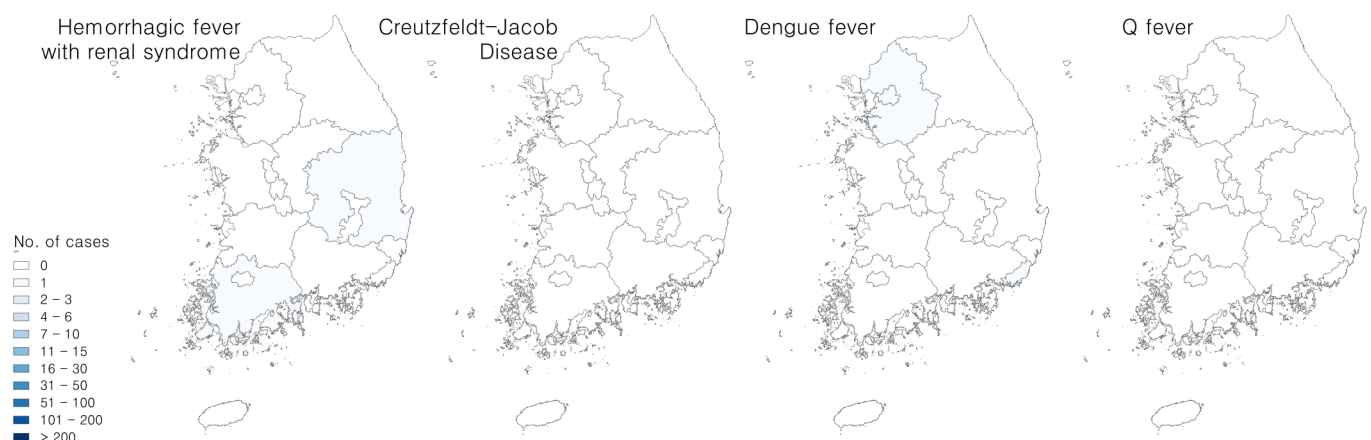 Hemorrhagic fever
with renal syndrome
Creutzfeldt-Jacob
Disease
Dengue fever
Q fever
No. of cases
0
1
2 - 3
4 - 6
7 - 10
11 - 15
16 - 30
31 - 50
51 - 100
101 - 200
> 200